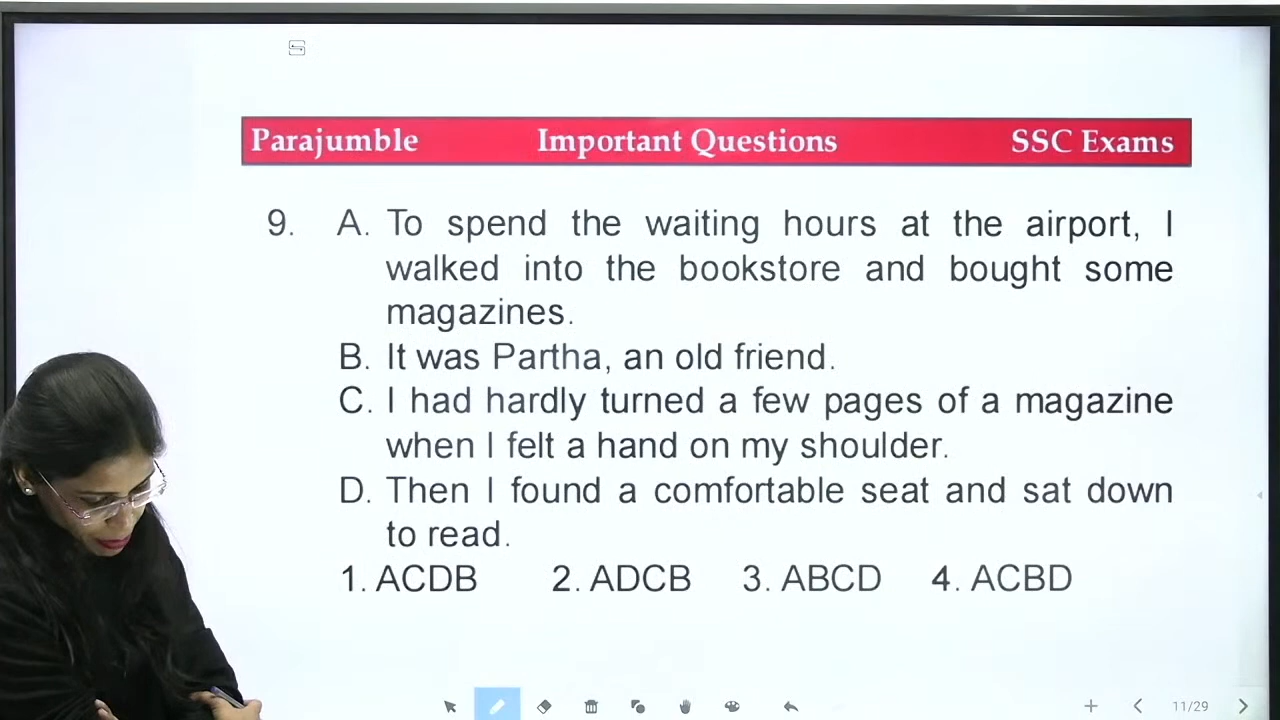 Parajumble Important Questions SSC Exams
9. A. To spend the waiting hours at the airport, I
walked into the bookstore and bought some
magazines.
B. It was Partha, an old friend.
C. I had hardly turned a few pages of a magazine
when I felt a hand on my shoulder.
D. Then I found a comfortable seat and sat down
to read.
1. ACDB 2. ADCB 3. ABCD 4. ACBD
11/29